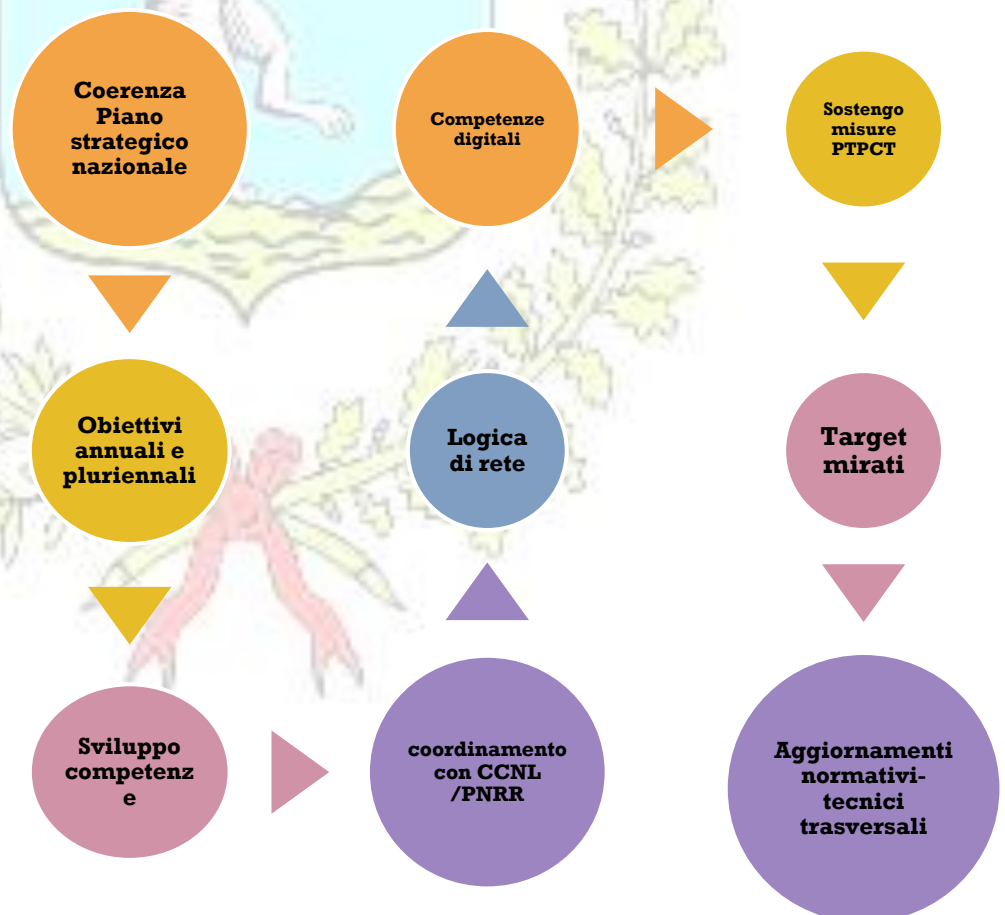 Coerenza
Piano
strategico
nazionale
Obiettivi
annuali e
pluriennali
Sviluppo
competenz
e
coordinamento
con CCNL
/PNRR
Logica
di rete
Competenze
digitali
Sostengo
misure
PTPCT
Target
mirati
Aggiornamenti
normativi-
tecnici
trasversali